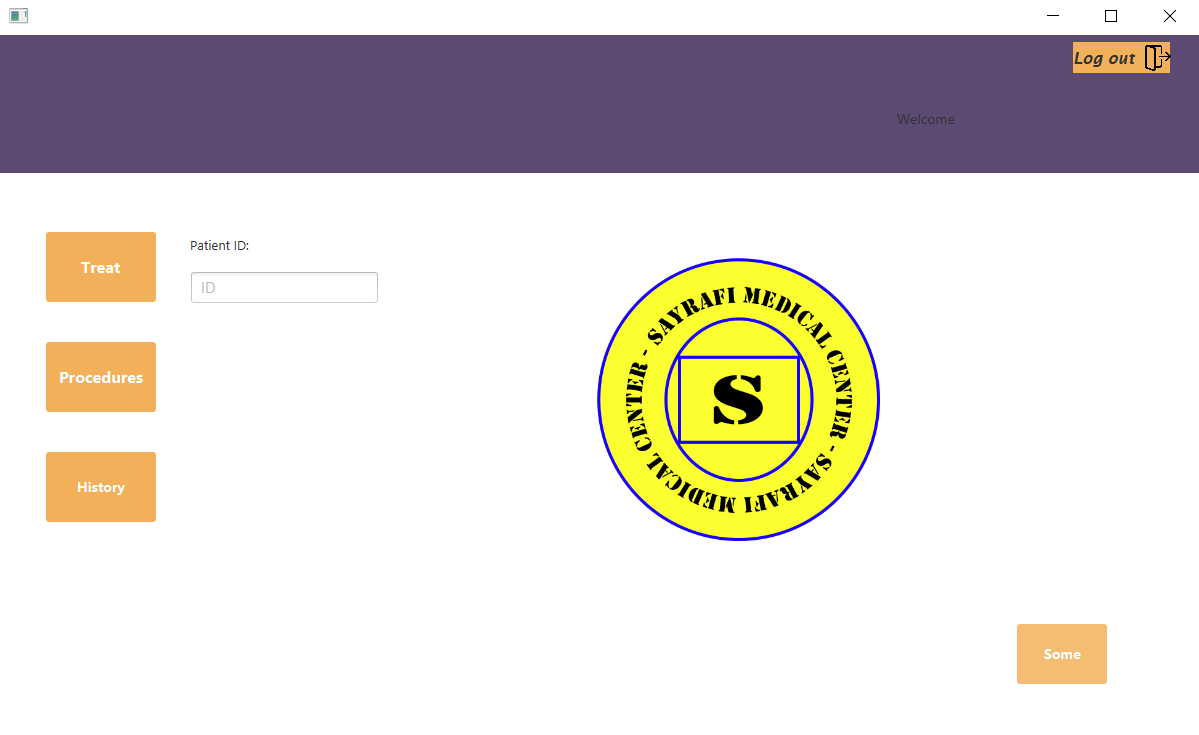 Log out
Welcome
Treat
Patient ID:
ID
Procedures
History
SAYRAFI MEDICAL CENTER - SAYRAFI MEDICAL CENTER -
S
Some